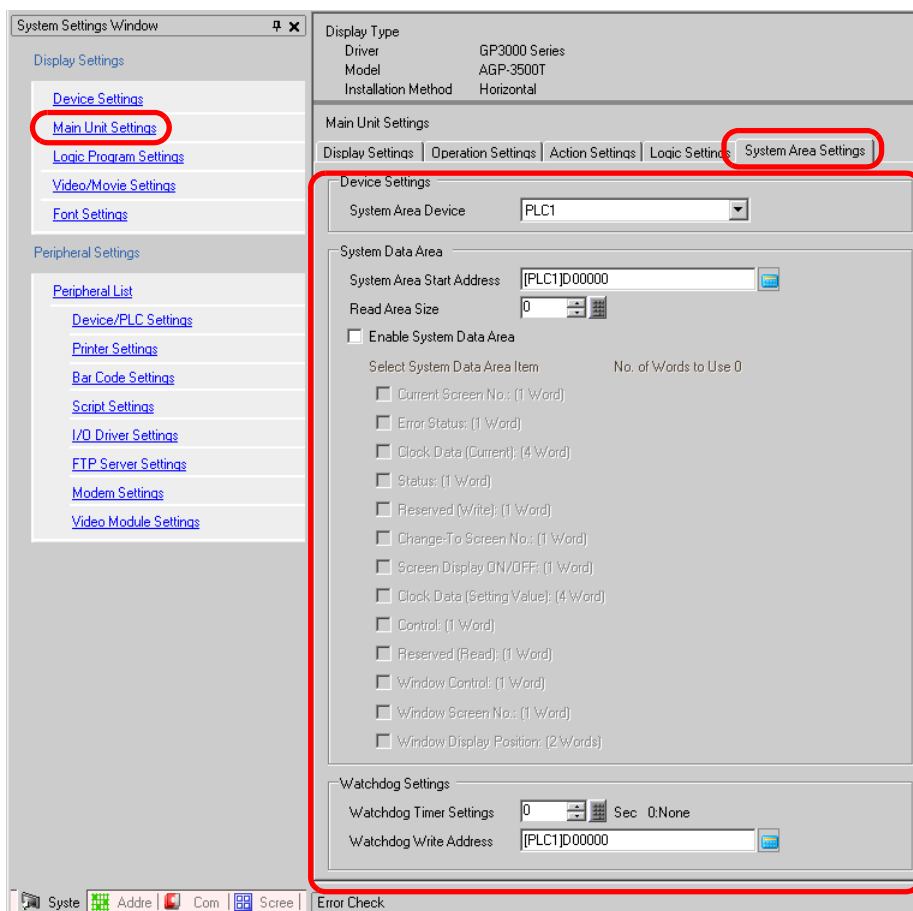 System Settings Window
Display Settings
Device Settings
Main Unit Settings
Logic Program Settings
Video/Movie Settings
Font Settings
Peripheral Settings
Peripheral List
Device/PLC Settings
Printer Settings
Bar Code Settings
Script Settings
I/O Driver Settings
FTP Server Settings
Modem Settings
Video Module Settings
Syste Addre Com Scree
Display Type
Driver GP3000 Series
Model AGP-3500T
Installation Method Horizontal
Main Unit Settings
Display Settings Operation Settings Action Settings Logic Settings System Area Settings
Device Settings
System Area Device PLC1
System Data Area
System Area Start Address [PLC1]D00000
Read Area Size 0
Enable System Data Area
Select System Data Area Item No. of Words to Use 0
Current Screen No.: (1 Word)
Error Status: (1 Word)
Clock Data (Current): (4 Word)
Status: (1 Word)
Reserved (Write): (1 Word)
Change-To Screen No.: (1 Word)
Screen Display ON/OFF: (1 Word)
Clock Data (Setting Value): (4 Word)
Control: (1 Word)
Reserved (Read): (1 Word)
Window Control: (1 Word)
Window Screen No.: (1 Word)
Window Display Position: (2 Words)
Watchdog Settings
Watchdog Timer Settings 0 Sec 0:None
Watchdog Write Address [PLC1]D00000
Error Check